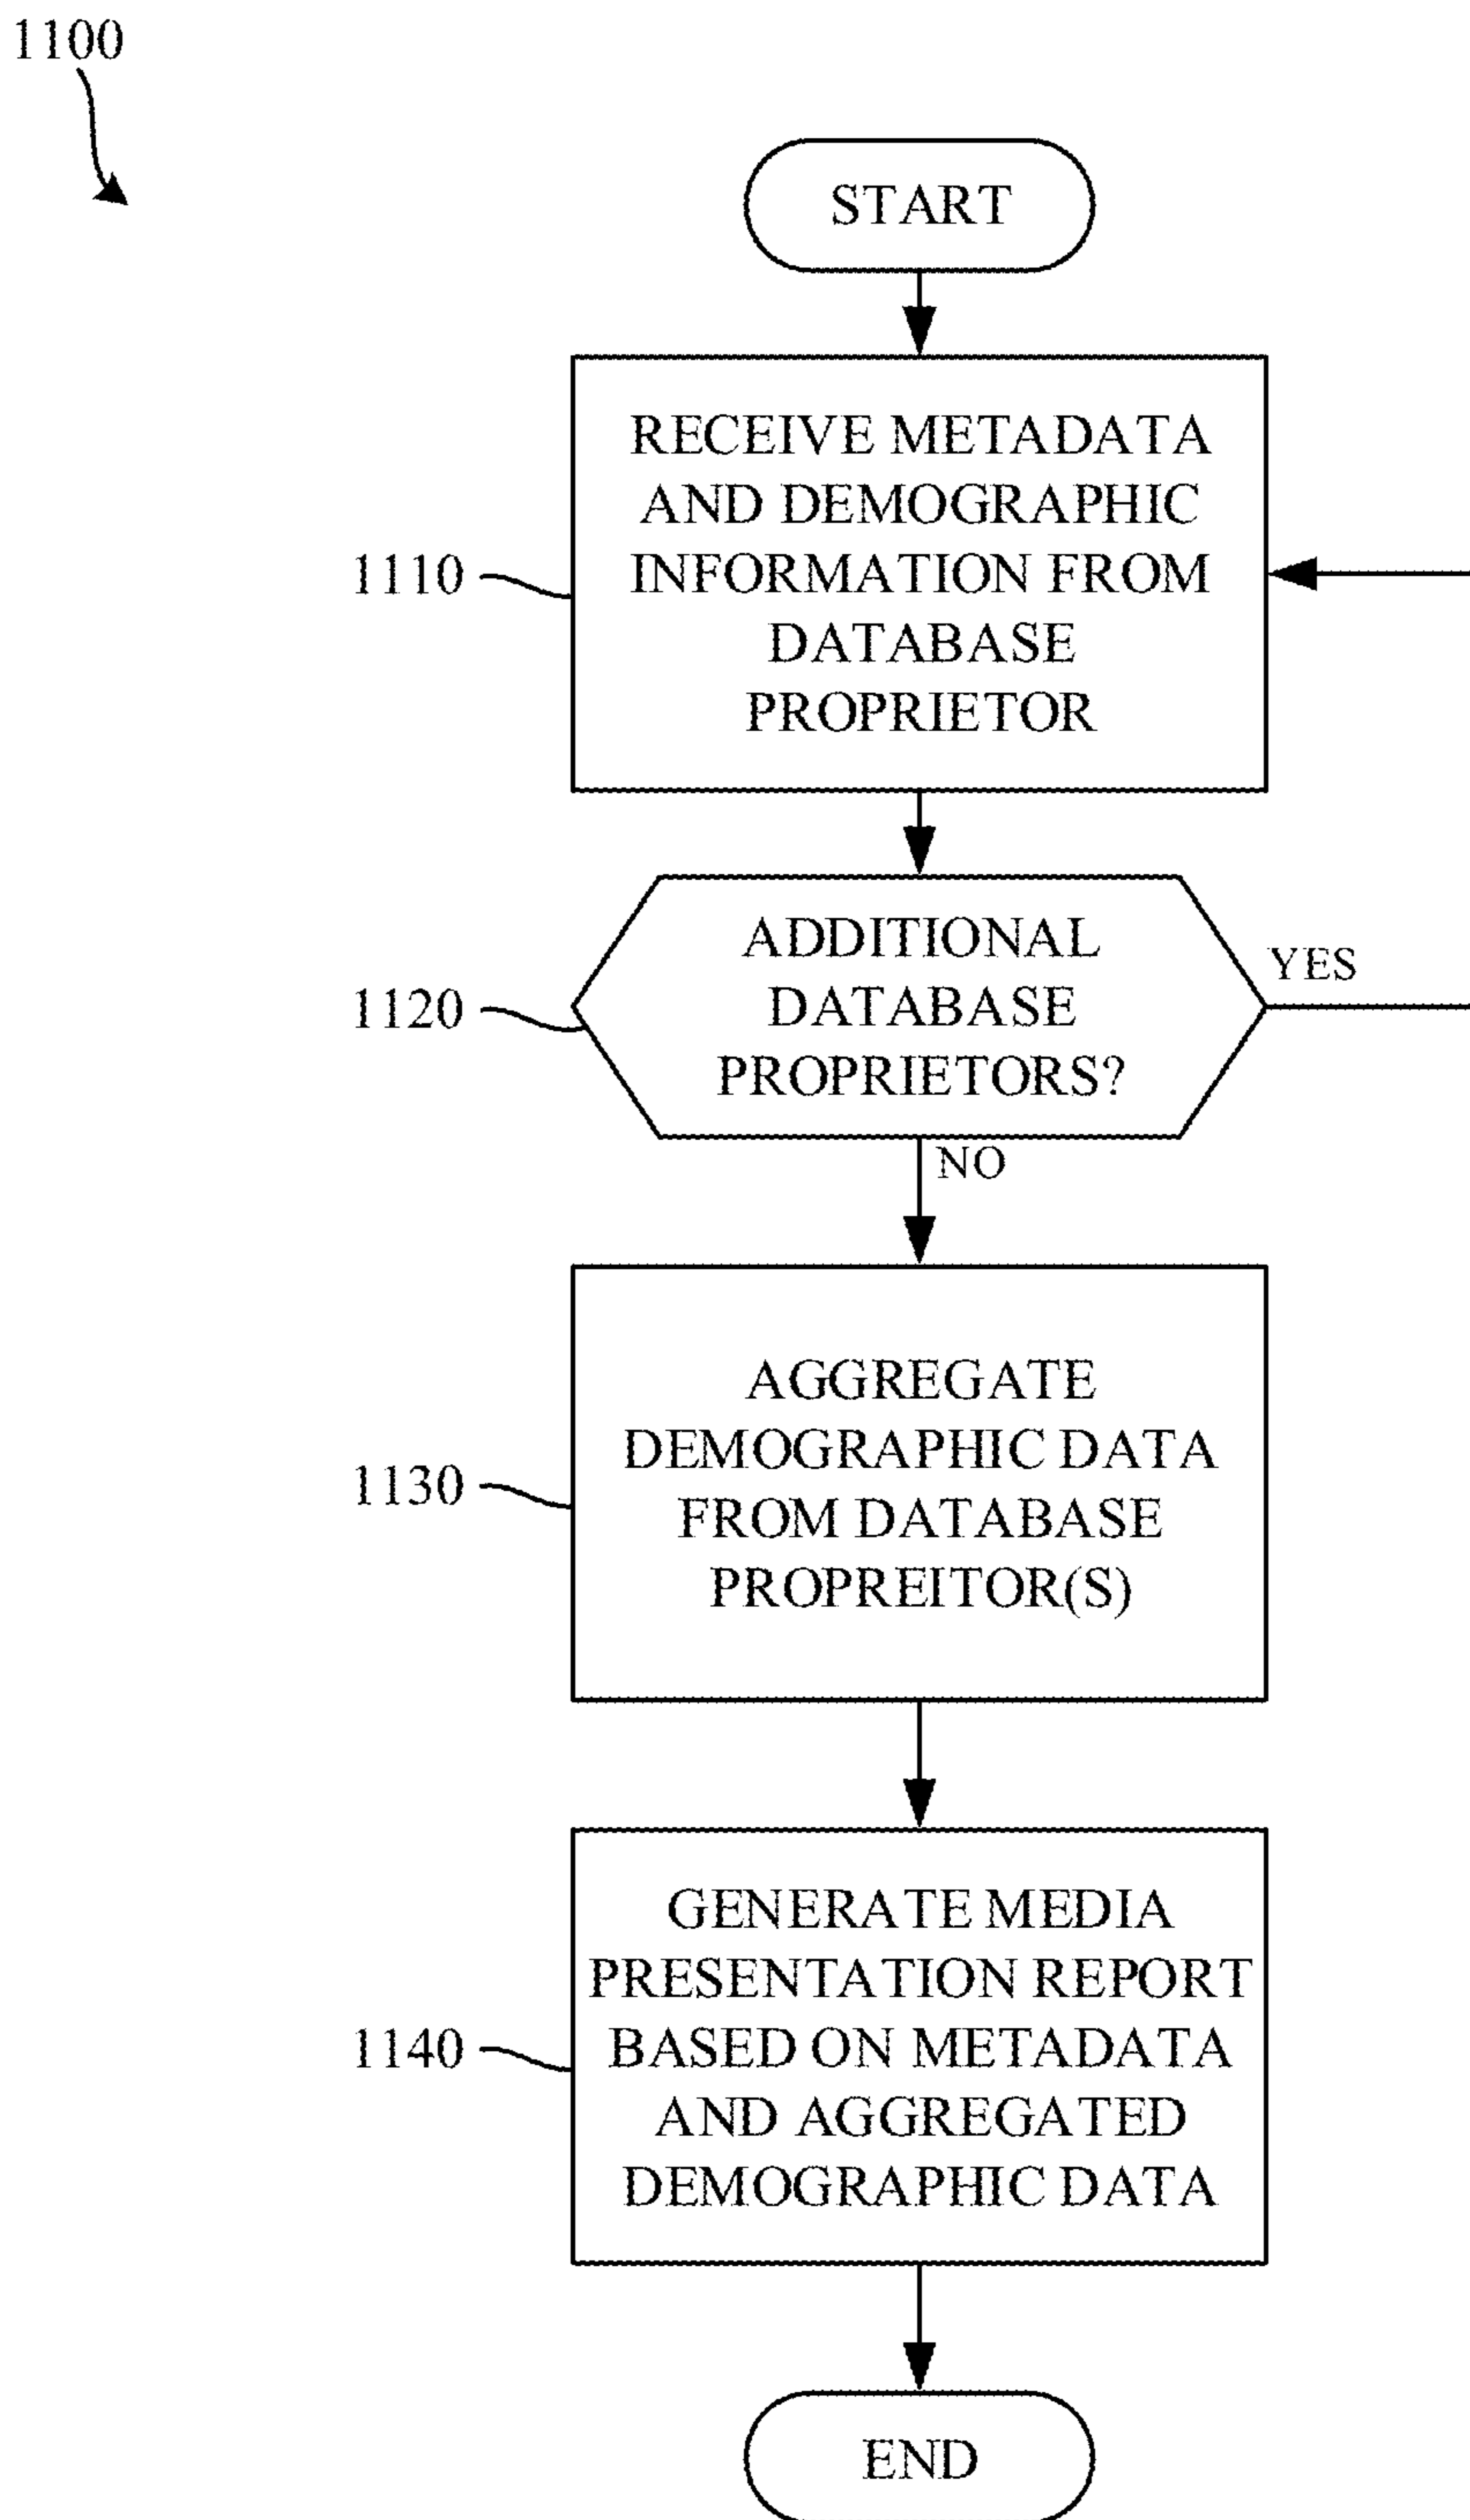 1100
START
RECEIVE METADATA
AND DEMOGRAPHIC
INFORMATION FROM
DATABASE
PROPRIETOR
1110
ADDITIONAL
DATABASE
PROPRIETORS?
1120
YES
NO
AGGREGATE
DEMOGRAPHIC DATA
FROM DATABASE
PROPREITOR(S)
1130
GENERATE MEDIA
PRESENTATION REPORT
BASED ON METADATA
AND AGGREGATED
DEMOGRAPHIC DATA
1140
END